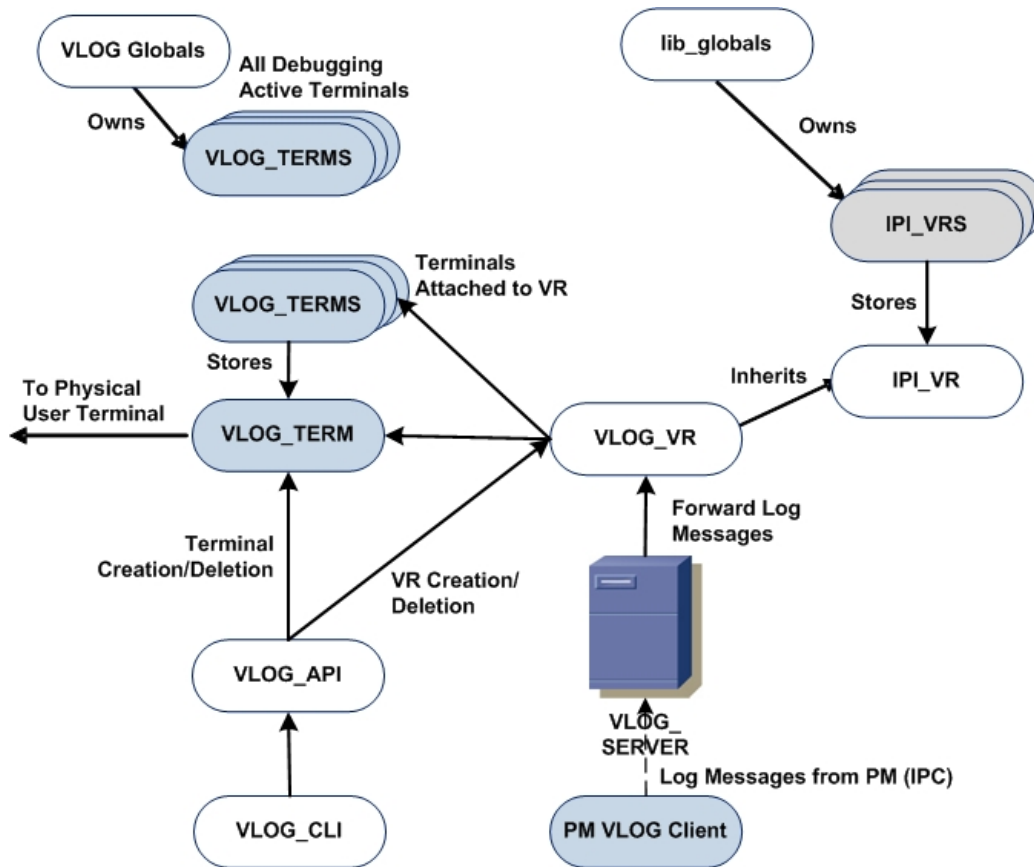 VLOG Globals
lib_globals
All Debugging
Active Terminals
Owns
Owns
VLOG_TERMS
IPI_VRS
Terminals
Attached to VR
VLOG_TERMS
Stores
Stores
To Physical
User Terminal
Inherits
IPI_VR
VLOG_TERM
VLOG_VR
Forward Log
Messages
Terminal
Creation/Deletion
VR Creation/
Deletion
VLOG_API
VLOG_
SERVER
Log Messages from PM (IPC)
VLOG_CLI
PM VLOG Client